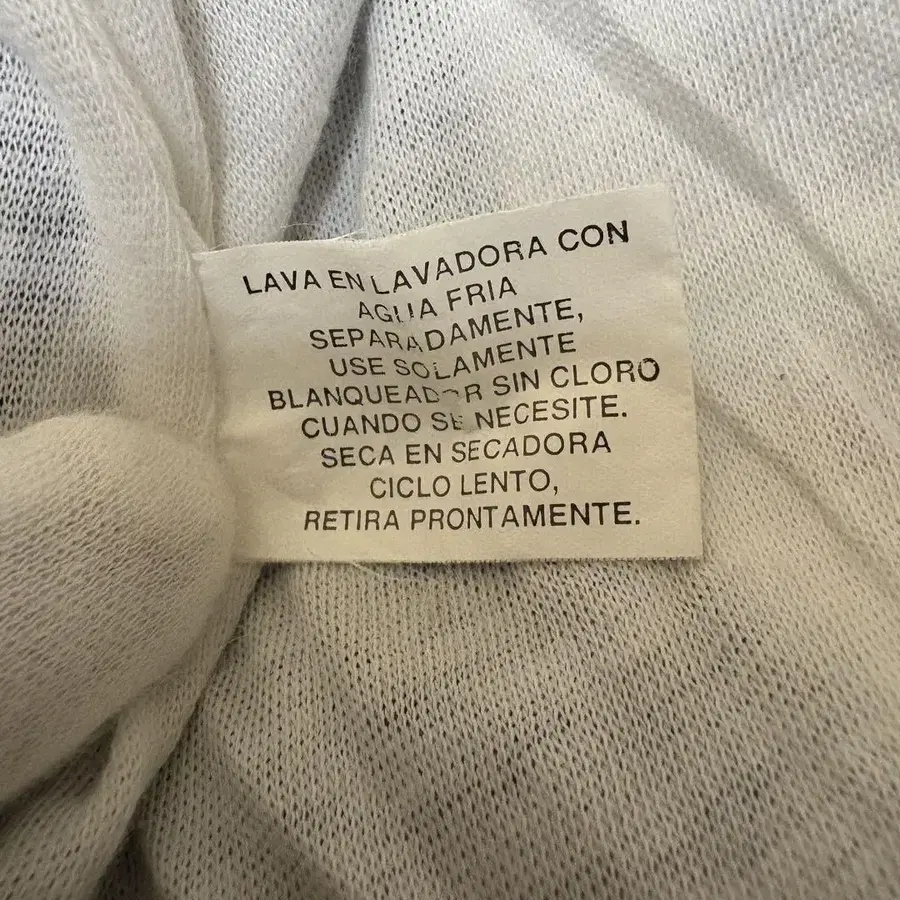 LAVA EN LAVADORA CON
AGUA FRIA
SEPARADAMENTE,
USE SOLAMENTE
BLANQUEADOR SIN CLORO
CUANDO SE NECESITE.
SECA EN SECADORA
CICLO LENTO,
RETIRA PRONTAMENTE.